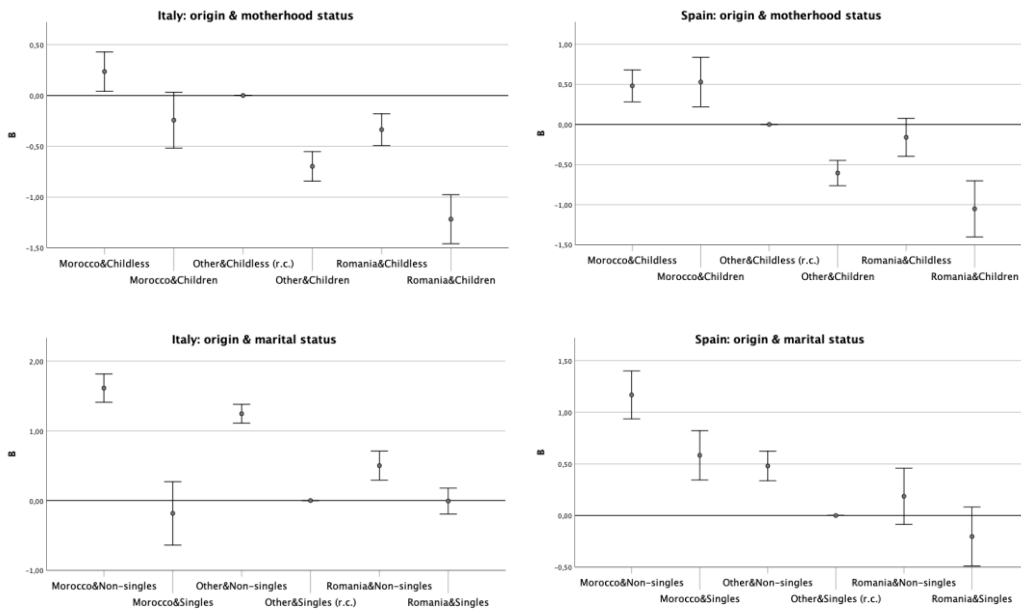 Italy: origin & motherhood status
0,50
0,00
-0,50
-1,00
-1,50
B
Morocco&Childless
Morocco&Children
Other&Childless (r.c.)
Other&Children
Romania&Childless
Romania&Children
Spain: origin & motherhood status
1,00
0,50
0,00
-0,50
-1,00
-1,50
B
Morocco&Childless
Morocco&Children
Other&Childless (r.c.)
Other&Children
Romania&Childless
Romania&Children
Italy: origin & marital status
2,00
1,00
0,00
-1,00
B
Morocco&Non-singles
Morocco&Singles
Other&Non-singles
Other&Singles (r.c.)
Romania&Non-singles
Romania&Singles
Spain: origin & marital status
1,50
1,00
0,50
0,00
-0,50
B
Morocco&Non-singles
Morocco&Singles
Other&Non-singles
Other&Singles (r.c.)
Romania&Non-singles
Romania&Singles